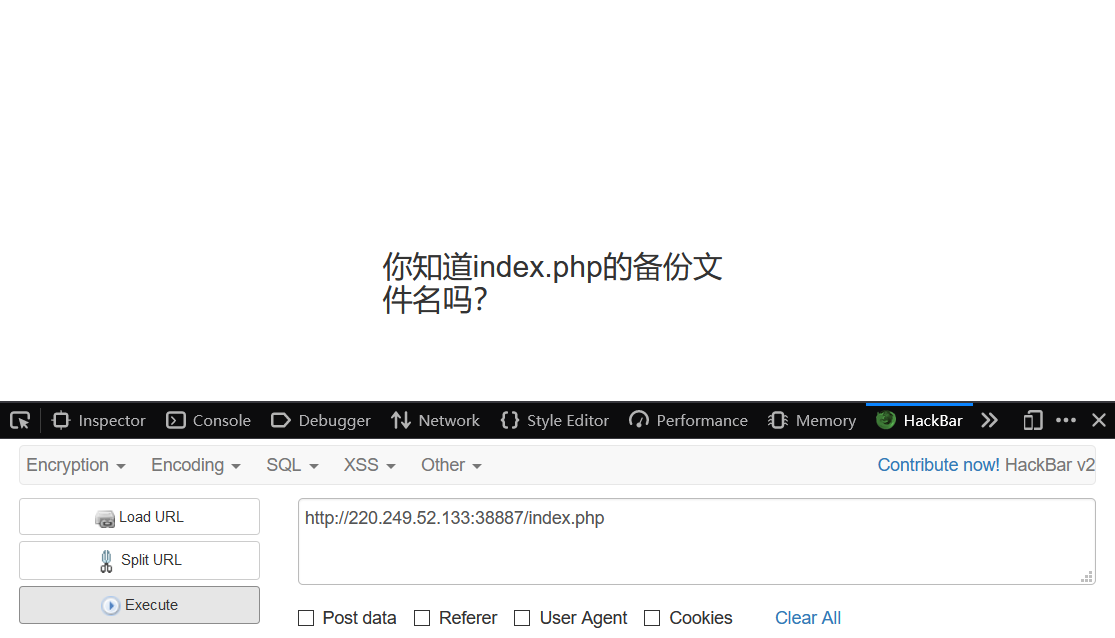 你知道index.php的备份文
件名吗？
Inspector Console Debugger Network Style Editor Performance Memory HackBar
Encryption Encoding SQL XSS Other Contribute now! HackBar v2
Load URL
http://220.249.52.133:38887/index.php
Split URL
Execute
Post data Referer User Agent Cookies Clear All